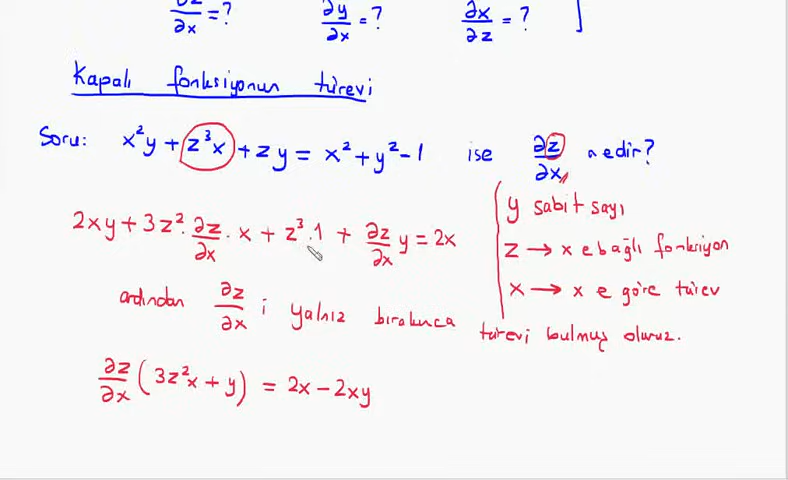 ∂z/∂x = ? ∂y/∂x = ? ∂x/∂z = ? ]
Kapalı fonksiyonun türevi
Soru: x²y + z³x + zy = x² + y² - 1 ise ∂z/∂x nedir?
2xy + 3z². ∂z/∂x . x + z³.1 + ∂z/∂x y = 2x
y sabit sayı
z → x e bağlı fonksiyon
x → x e göre türev
ardından ∂z/∂x i yalnız bırakınca türevi bulmuş oluruz.
∂z/∂x (3z²x + y) = 2x - 2xy